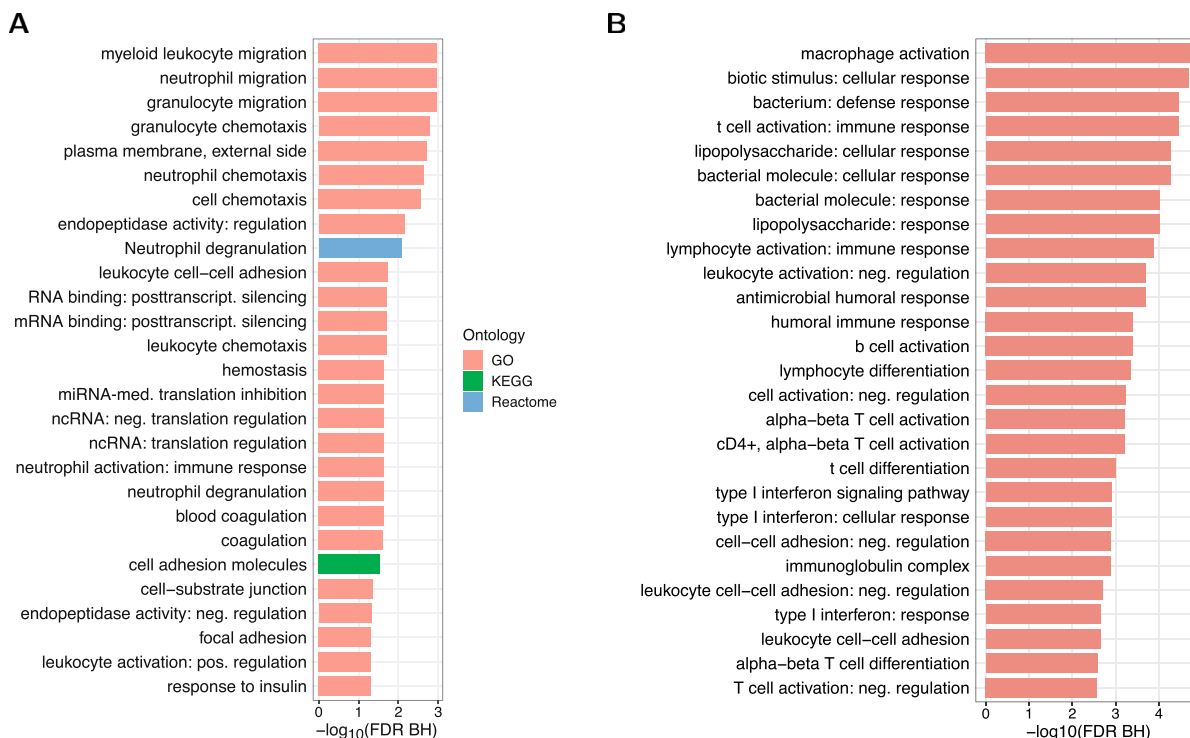 A
myeloid leukocyte migration
neutrophil migration
granulocyte migration
granulocyte chemotaxis
plasma membrane, external side
neutrophil chemotaxis
cell chemotaxis
endopeptidase activity: regulation
Neutrophil degranulation
leukocyte cell−cell adhesion
RNA binding: posttranscript. silencing
mRNA binding: posttranscript. silencing
leukocyte chemotaxis
hemostasis
miRNA-med. translation inhibition
ncRNA: neg. translation regulation
ncRNA: translation regulation
neutrophil activation: immune response
neutrophil degranulation
blood coagulation
coagulation
cell adhesion molecules
cell−substrate junction
endopeptidase activity: neg. regulation
focal adhesion
leukocyte activation: pos. regulation
response to insulin
0 1 2 3
−log10(FDR BH)
Ontology
GO
KEGG
Reactome
B
macrophage activation
biotic stimulus: cellular response
bacterium: defense response
t cell activation: immune response
lipopolysaccharide: cellular response
bacterial molecule: cellular response
bacterial molecule: response
lipopolysaccharide: response
lymphocyte activation: immune response
leukocyte activation: neg. regulation
antimicrobial humoral response
humoral immune response
b cell activation
lymphocyte differentiation
cell activation: neg. regulation
alpha−beta T cell activation
cD4+, alpha−beta T cell activation
t cell differentiation
type I interferon signaling pathway
type I interferon: cellular response
cell−cell adhesion: neg. regulation
immunoglobulin complex
leukocyte cell−cell adhesion: neg. regulation
type I interferon: response
leukocyte cell−cell adhesion
alpha−beta T cell differentiation
T cell activation: neg. regulation
0 1 2 3 4
−log10(FDR BH)